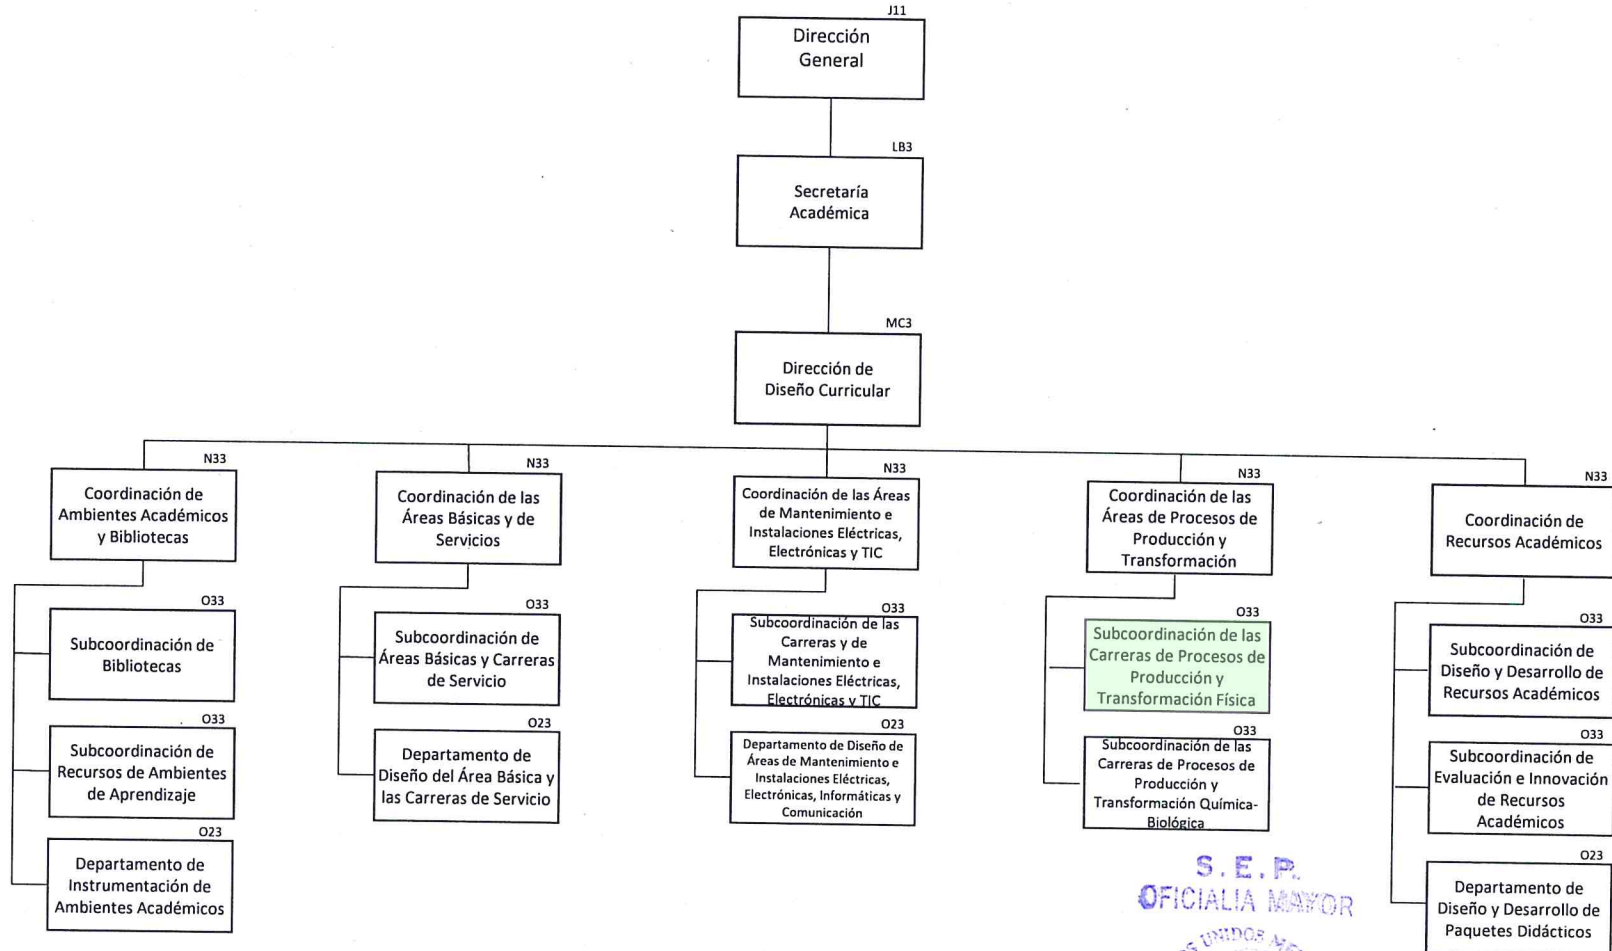 J11
Dirección
General
LB3
Secretaría
Académica
MC3
Dirección de
Diseño Curricular
N33
Coordinación de
Ambientes Académicos
y Bibliotecas
O33
Subcoordinación de
Bibliotecas
O33
Subcoordinación de
Recursos de Ambientes
de Aprendizaje
O23
Departamento de
Instrumentación de
Ambientes Académicos
N33
Coordinación de las
Áreas Básicas y de
Servicios
O33
Subcoordinación de
Áreas Básicas y Carreras
de Servicio
O23
Departamento de
Diseño del Área Básica y
las Carreras de Servicio
N33
Coordinación de las Áreas
de Mantenimiento e
Instalaciones Eléctricas,
Electrónicas y TIC
O33
Subcoordinación de las
Carreras y de
Mantenimiento e
Instalaciones Eléctricas,
Electrónicas y TIC
O23
Departamento de Diseño de
Áreas de Mantenimiento e
Instalaciones Eléctricas,
Electrónicas, Informáticas y
Comunicación
N33
Coordinación de las
Áreas de Procesos de
Producción y
Transformación
O33
Subcoordinación de las
Carreras de Procesos de
Producción y
Transformación Física
O33
Subcoordinación de las
Carreras de Procesos de
Producción y
Transformación Química-
Biológica
N33
Coordinación de
Recursos Académicos
O33
Subcoordinación de
Diseño y Desarrollo de
Recursos Académicos
O33
Subcoordinación de
Evaluación e Innovación
de Recursos
Académicos
O23
Departamento de
Diseño y Desarrollo de
Paquetes Didácticos
S.E.P.
OFICIALIA MAYOR
UNIDOS